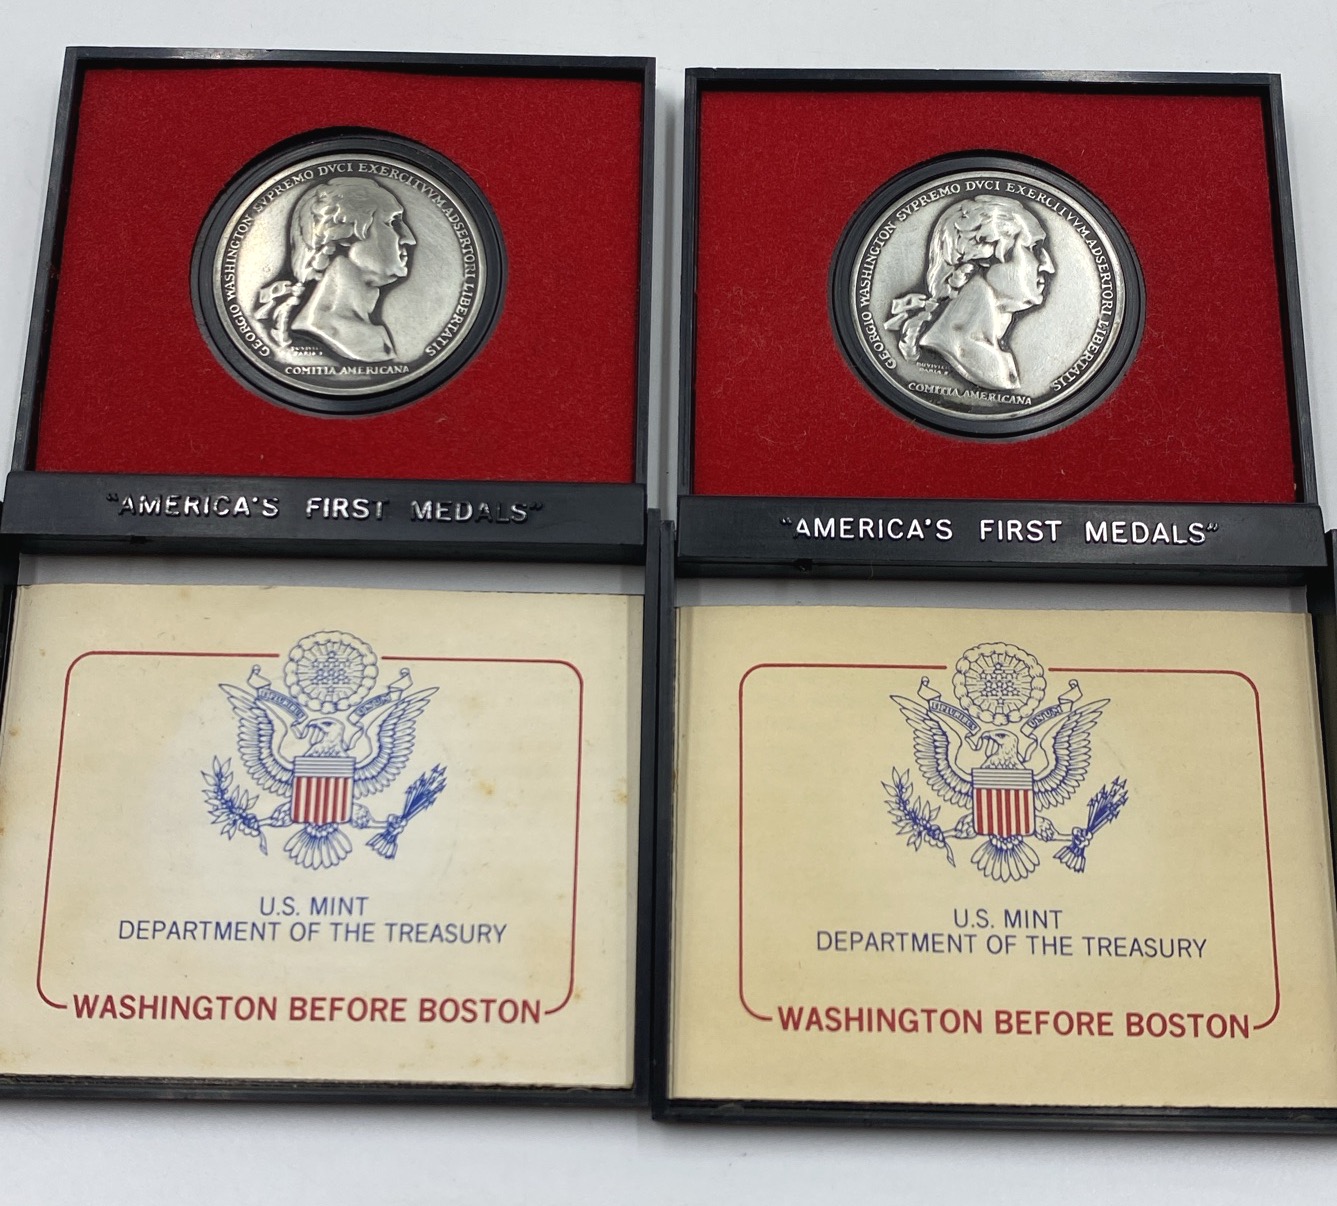 GEORGIO WASHINGTON SVPREMO DVCI EXERCITVVM ADSERTORI LIBERTATIS
COMITIA AMERICANA
"AMERICA'S FIRST MEDALS"
U.S. MINT
DEPARTMENT OF THE TREASURY
WASHINGTON BEFORE BOSTON
GEORGIO WASHINGTON SVPREMO DVCI EXERCITVVM ADSERTORI LIBERTATIS
COMITIA AMERICANA
"AMERICA'S FIRST MEDALS"
U.S. MINT
DEPARTMENT OF THE TREASURY
WASHINGTON BEFORE BOSTON